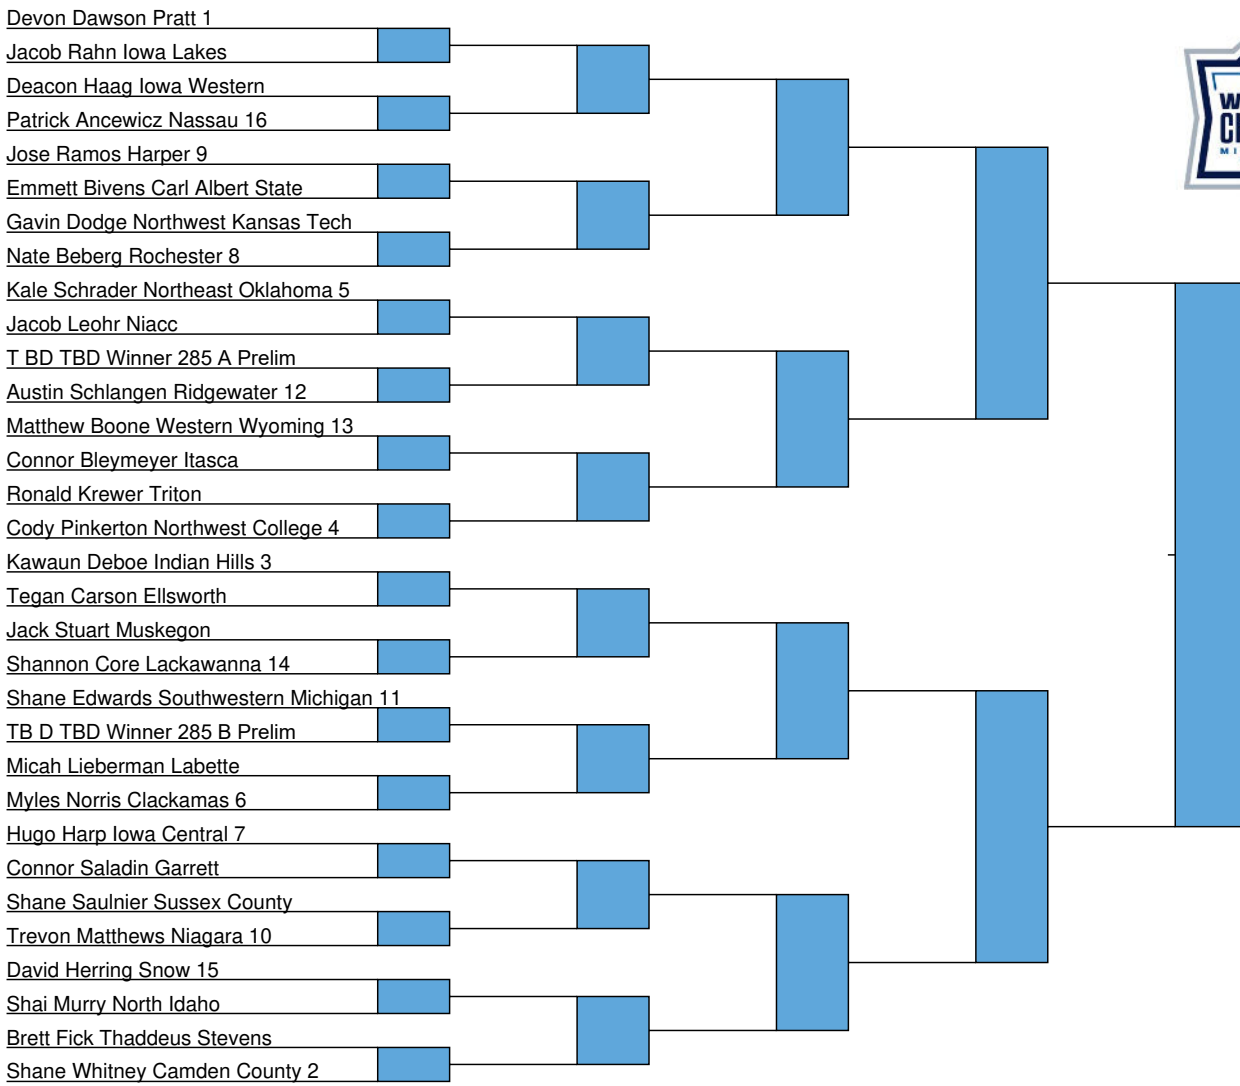 Devon Dawson Pratt 1
Jacob Rahn Iowa Lakes
Deacon Haag Iowa Western
Patrick Ancewicz Nassau 16
Jose Ramos Harper 9
Emmett Bivens Carl Albert State
Gavin Dodge Northwest Kansas Tech
Nate Beberg Rochester 8
Kale Schrader Northeast Oklahoma 5
Jacob Leohr Niacc
T BD TBD Winner 285 A Prelim
Austin Schlangen Ridgewater 12
Matthew Boone Western Wyoming 13
Connor Bleymeyer Itasca
Ronald Krewer Triton
Cody Pinkerton Northwest College 4
Kawaun Deboe Indian Hills 3
Tegan Carson Ellsworth
Jack Stuart Muskegon
Shannon Core Lackawanna 14
Shane Edwards Southwestern Michigan 11
TB D TBD Winner 285 B Prelim
Micah Lieberman Labette
Myles Norris Clackamas 6
Hugo Harp Iowa Central 7
Connor Saladin Garrett
Shane Saulnier Sussex County
Trevon Matthews Niagara 10
David Herring Snow 15
Shai Murry North Idaho
Brett Fick Thaddeus Stevens
Shane Whitney Camden County 2